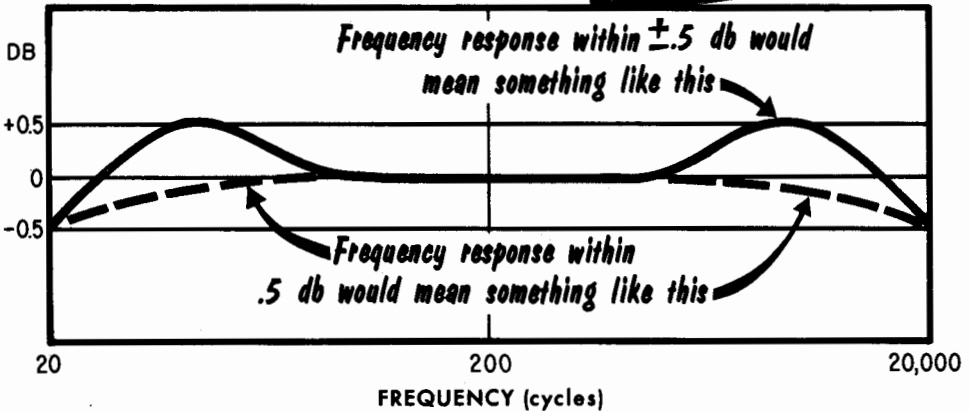 Frequency response within ±.5 db would
mean something like this
DB
+0.5
0
-0.5
Frequency response within
.5 db would mean something like this
20
200
20,000
FREQUENCY (cycles)